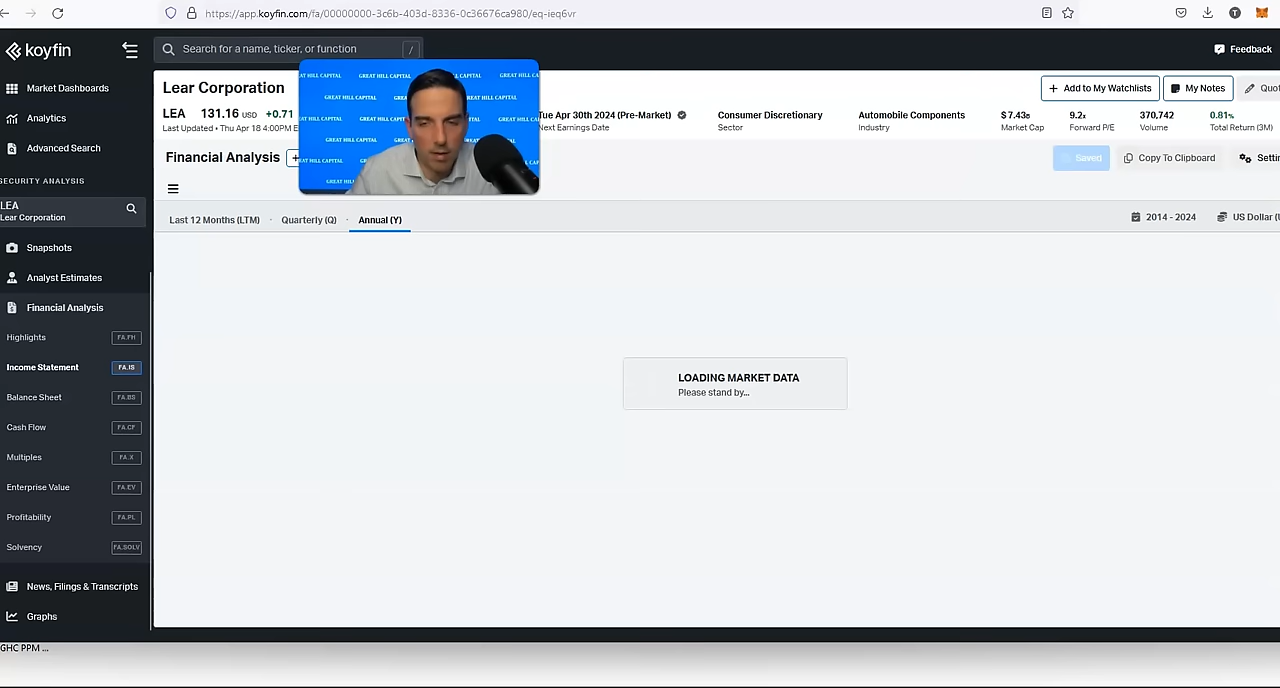 https://app.koyfin.com/fa/00000000-3c6b-403d-8336-0c36676ca980/eq-ieq6vr
koyfin
Search for a name, ticker, or function
/
Feedback
Market Dashboards
Analytics
Advanced Search
SECURITY ANALYSIS
LEA
Lear Corporation
Snapshots
Analyst Estimates
Financial Analysis
Highlights FA.FH
Income Statement FA.IS
Balance Sheet FA.BS
Cash Flow FA.CF
Multiples FA.X
Enterprise Value FA.EV
Profitability FA.PL
Solvency FA.SOLV
News, Filings & Transcripts
Graphs
Lear Corporation
LEA 131.16 USD +0.71
Last Updated • Thu Apr 18 4:00PM E
GREAT HILL CAPITAL
GREAT HILL CAPITAL
Tue Apr 30th 2024 (Pre-Market)
Next Earnings Date
Consumer Discretionary
Sector
Automobile Components
Industry
+ Add to My Watchlists
My Notes
Quo
$ 7.43B
Market Cap
9.2x
Forward P/E
370,742
Volume
0.81%
Total Return (3M)
Financial Analysis
+
Saved
Copy To Clipboard
Settin
Last 12 Months (LTM) · Quarterly (Q) · Annual (Y)
2014 - 2024
US Dollar (U
LOADING MARKET DATA
Please stand by...
GHC PPM ...